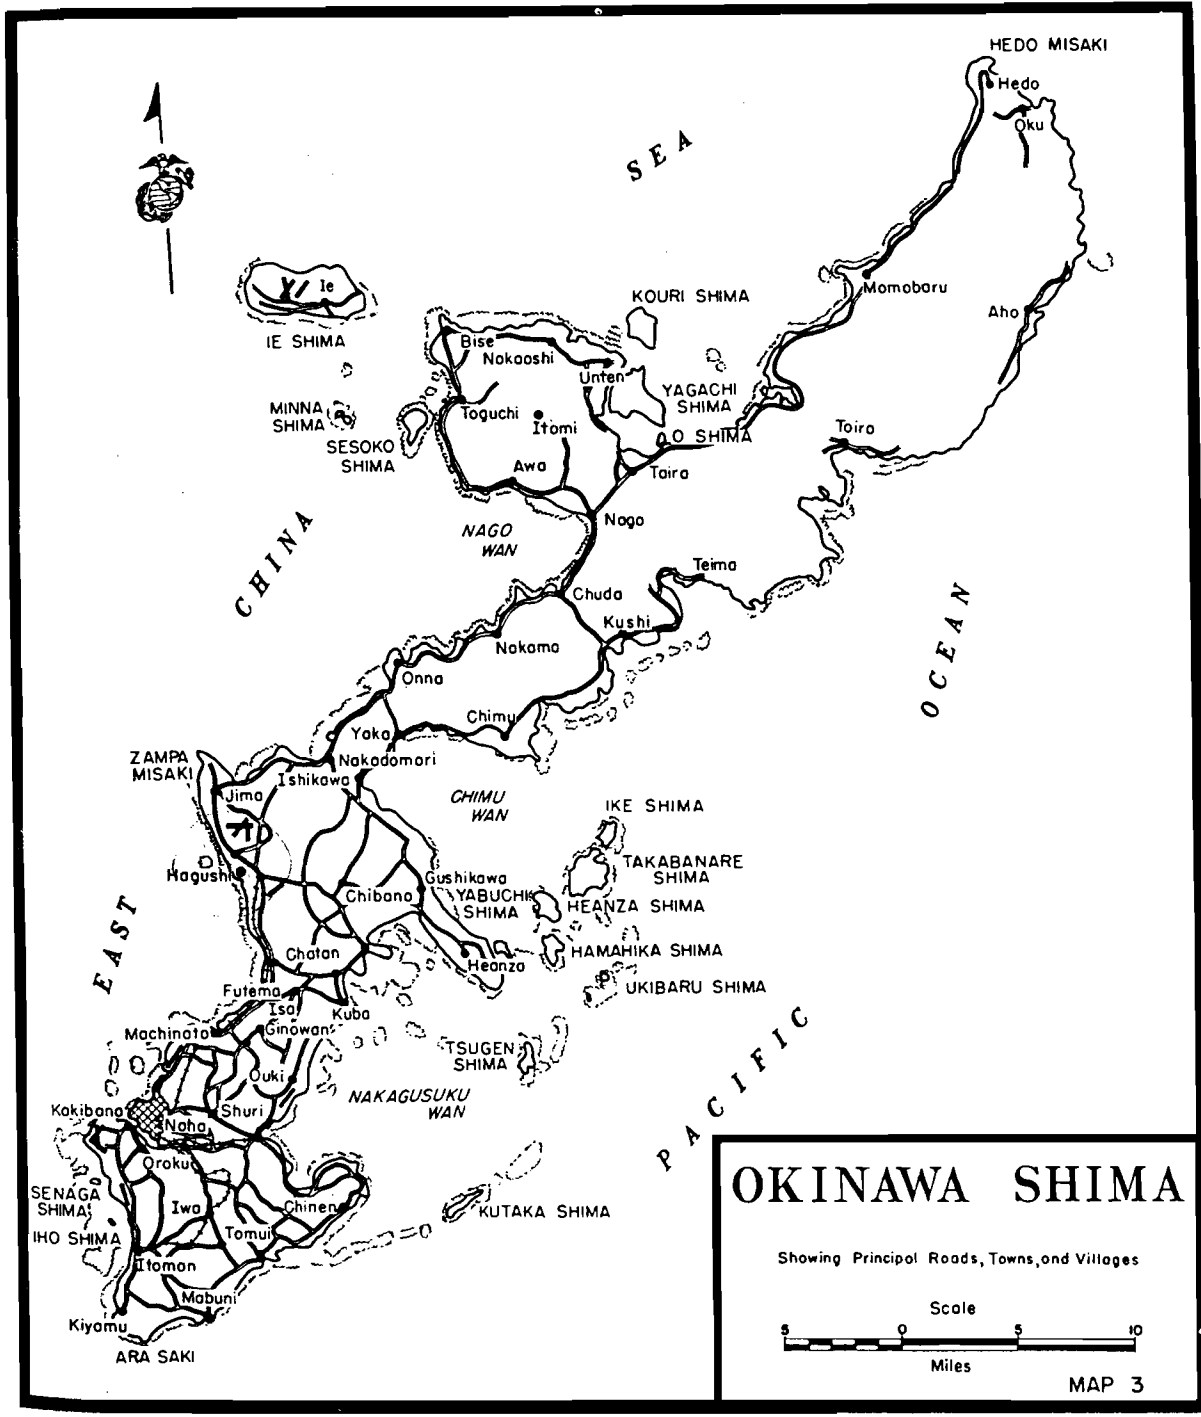 HEDO MISAKI
Hedo
Oku
SEA
Momobaru
Aho
KOURI SHIMA
Ie
IE SHIMA
Bise
Nakaoshi
Unten
YAGACHI
SHIMA
MINNA
SHIMA
Toguchi
Itomi
SESOKO
SHIMA
O SHIMA
Toira
Awa
Taira
Nago
NAGO
WAN
CHINA
Teima
Chuda
Kushi
OCEAN
Nakama
Onna
Chimu
Yaka
ZAMPA
MISAKI
Nakadomari
Ishikawa
Jima
CHIMU
WAN
IKE SHIMA
TAKABANARE
SHIMA
Hagushi
Gushikawa
Chibana
YABUCHI
SHIMA
HEANZA SHIMA
EAST
Chatan
HAMAHIKA SHIMA
Heanza
UKIBARU SHIMA
Futema
Isa
Kuba
Machinato
Ginowan
TSUGEN
SHIMA
PACIFIC
Ouki
NAKAGUSUKU
WAN
Kakibana
Shuri
Naha
Oroku
SENAGA
SHIMA
Iwa
Chinen
KUTAKA SHIMA
IHO SHIMA
Tomui
Itoman
Mabuni
Kiyamu
ARA SAKI
OKINAWA SHIMA
Showing Principal Roads, Towns, and Villages
Scale
5 0 5 10
Miles
MAP 3